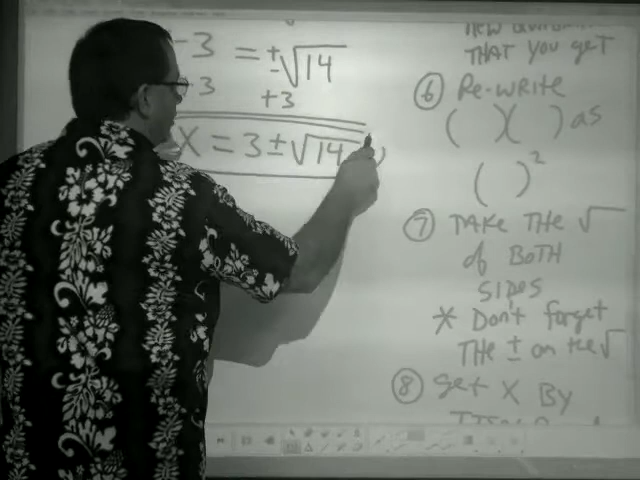 -3 = ±√14
3 +3
X = 3 ± √14
THAT YOU GET
⑥ Re-write
( )( ) as
( )²
⑦ TAKE THE √
of BOTH
SIDES
* Don't forget
THE ± on the √
⑧ Get X BY